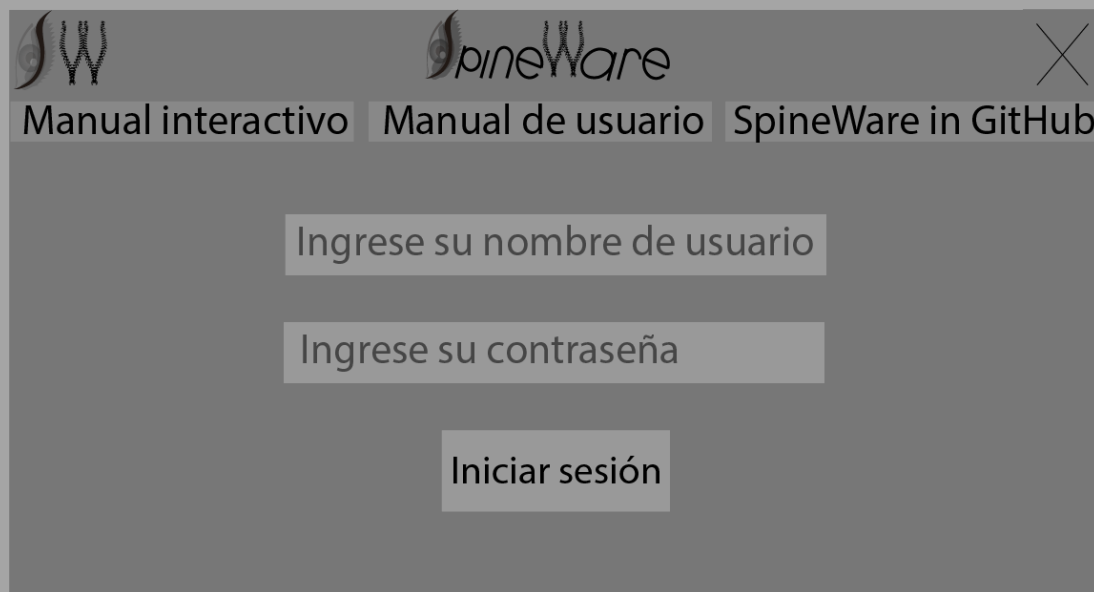 SW
SpineWare
Manual interactivo
Manual de usuario
SpineWare in GitHub
Ingrese su nombre de usuario
Ingrese su contraseña
Iniciar sesión